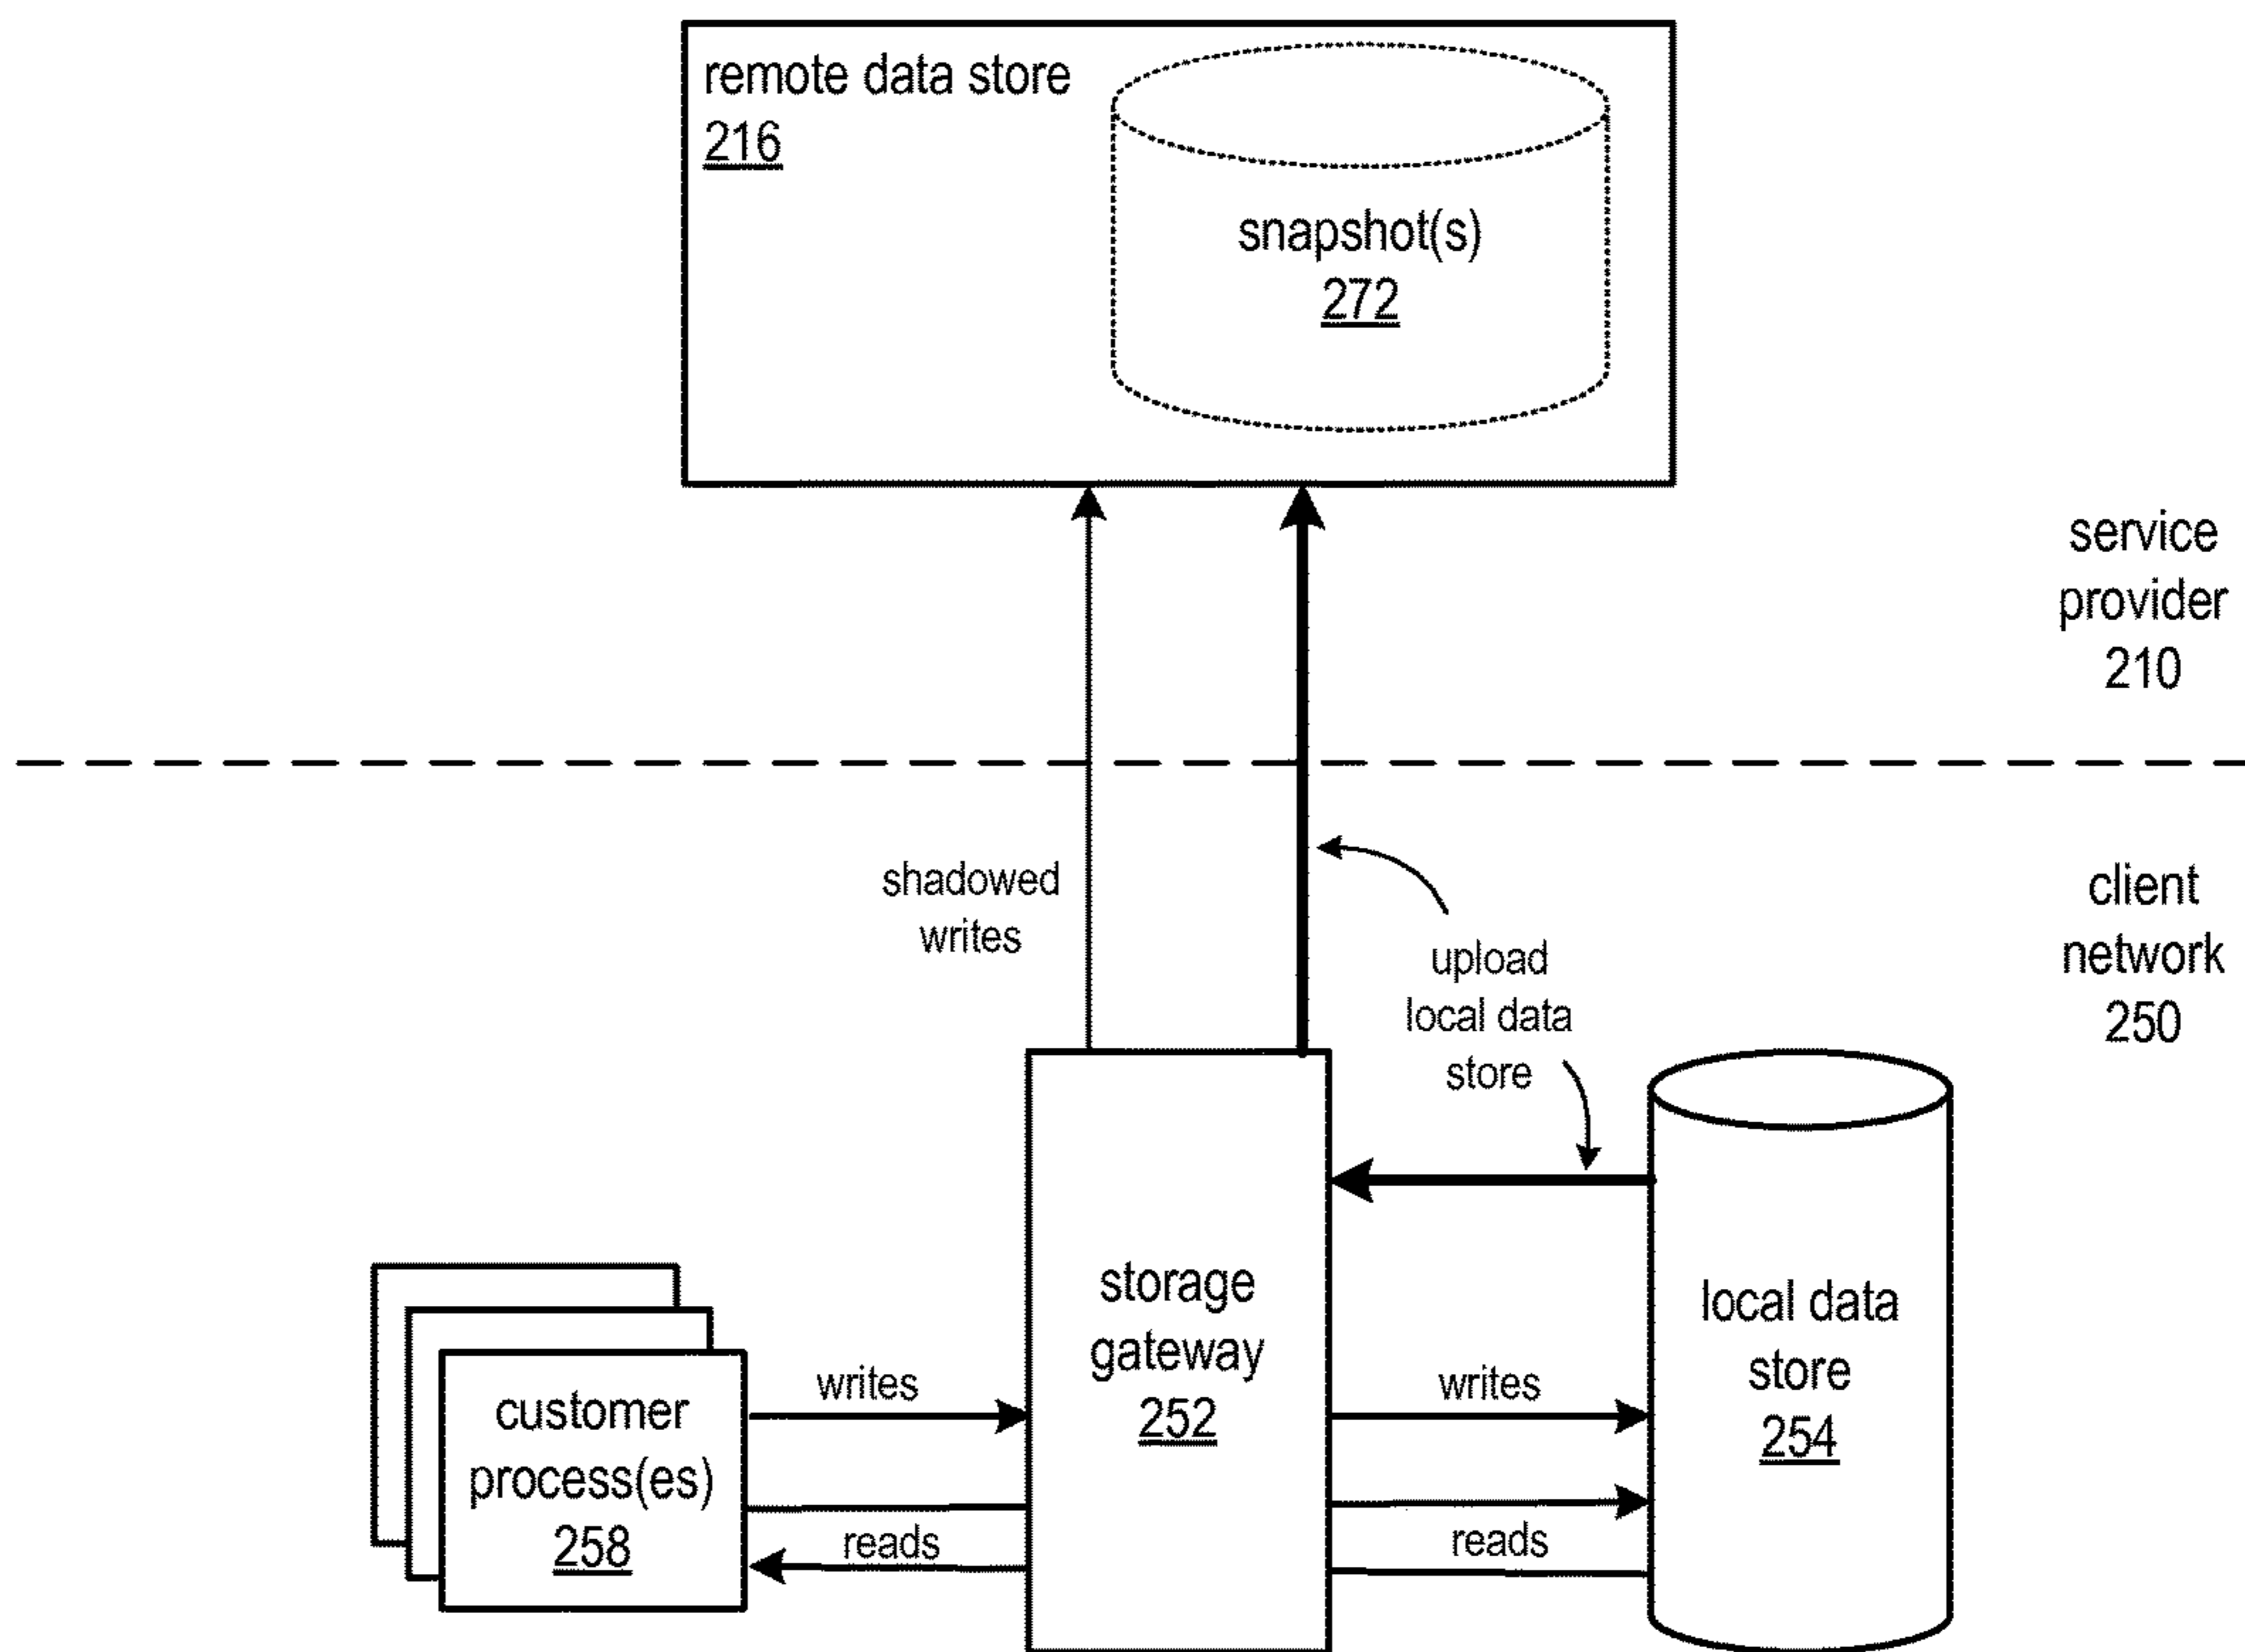 remote data store
216
snapshot(s)
272
service
provider
210
shadowed
writes
client
network
250
upload
local data
store
storage
gateway
252
local data
store
254
customer
process(es)
258
writes
reads
writes
reads